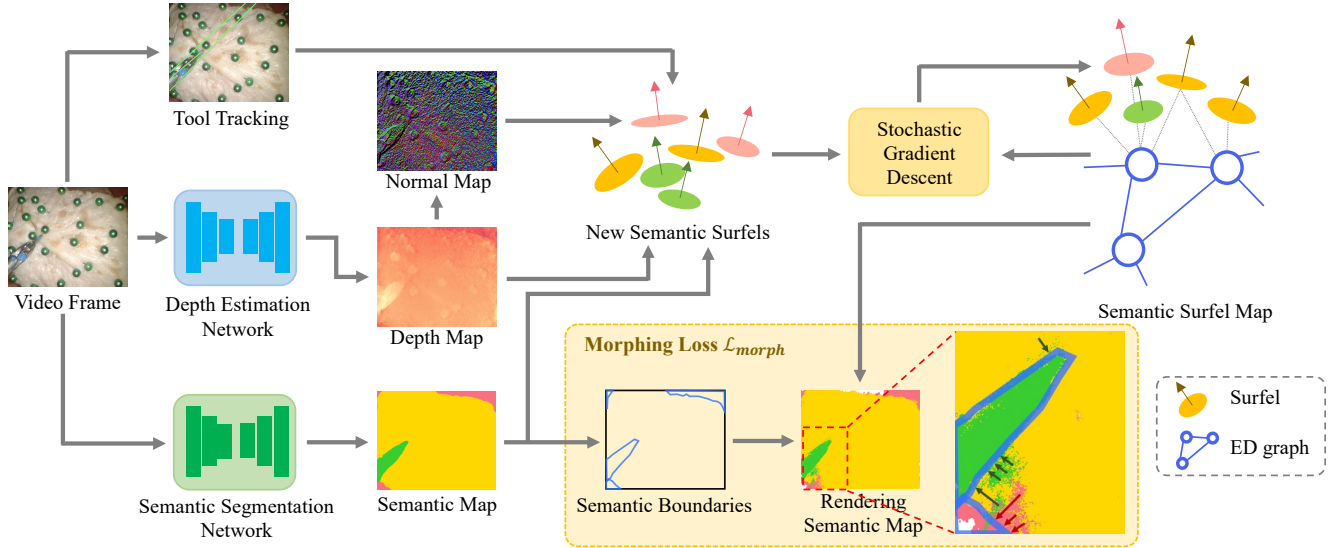 Tool Tracking
Normal Map
Stochastic
Gradient
Descent
New Semantic Surfels
Video Frame
Depth Estimation
Network
Depth Map
Semantic Surfel Map
Morphing Loss ℒ_morph
Surfel
ED graph
Semantic Segmentation
Network
Semantic Map
Semantic Boundaries
Rendering
Semantic Map